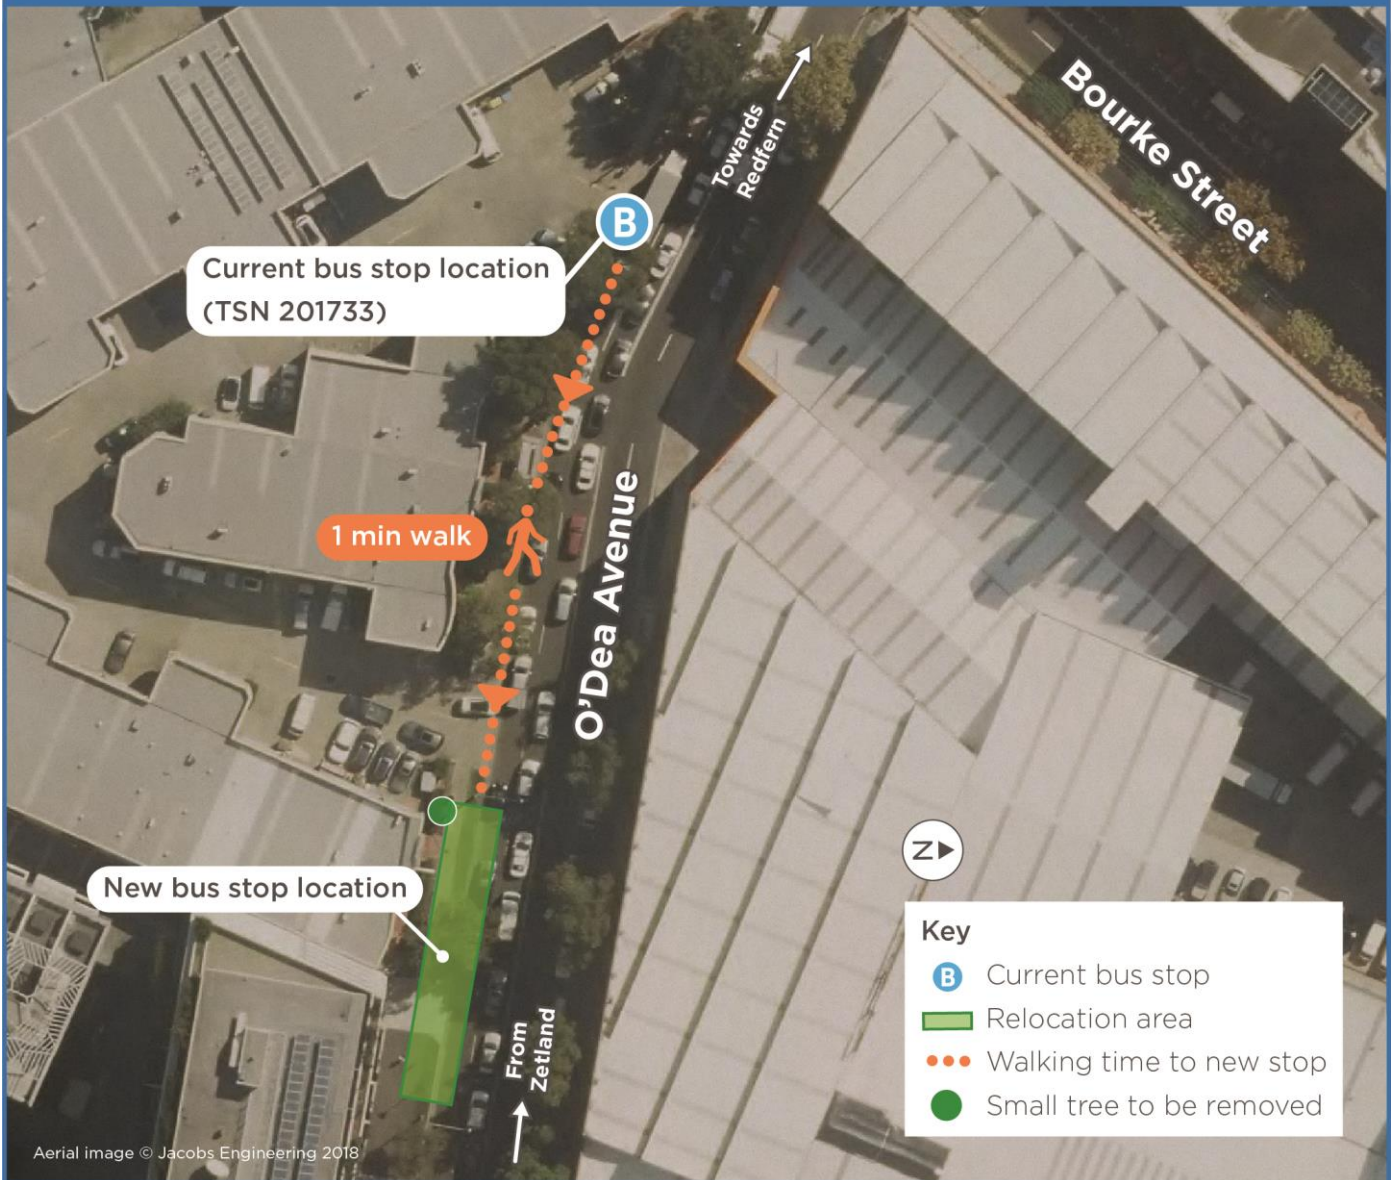 Bourke Street
Towards
Redfern
B
Current bus stop location
(TSN 201733)
1 min walk
O'Dea Avenue
New bus stop location
From
Zetland
Z
Key
B Current bus stop
Relocation area
Walking time to new stop
Small tree to be removed
Aerial image © Jacobs Engineering 2018